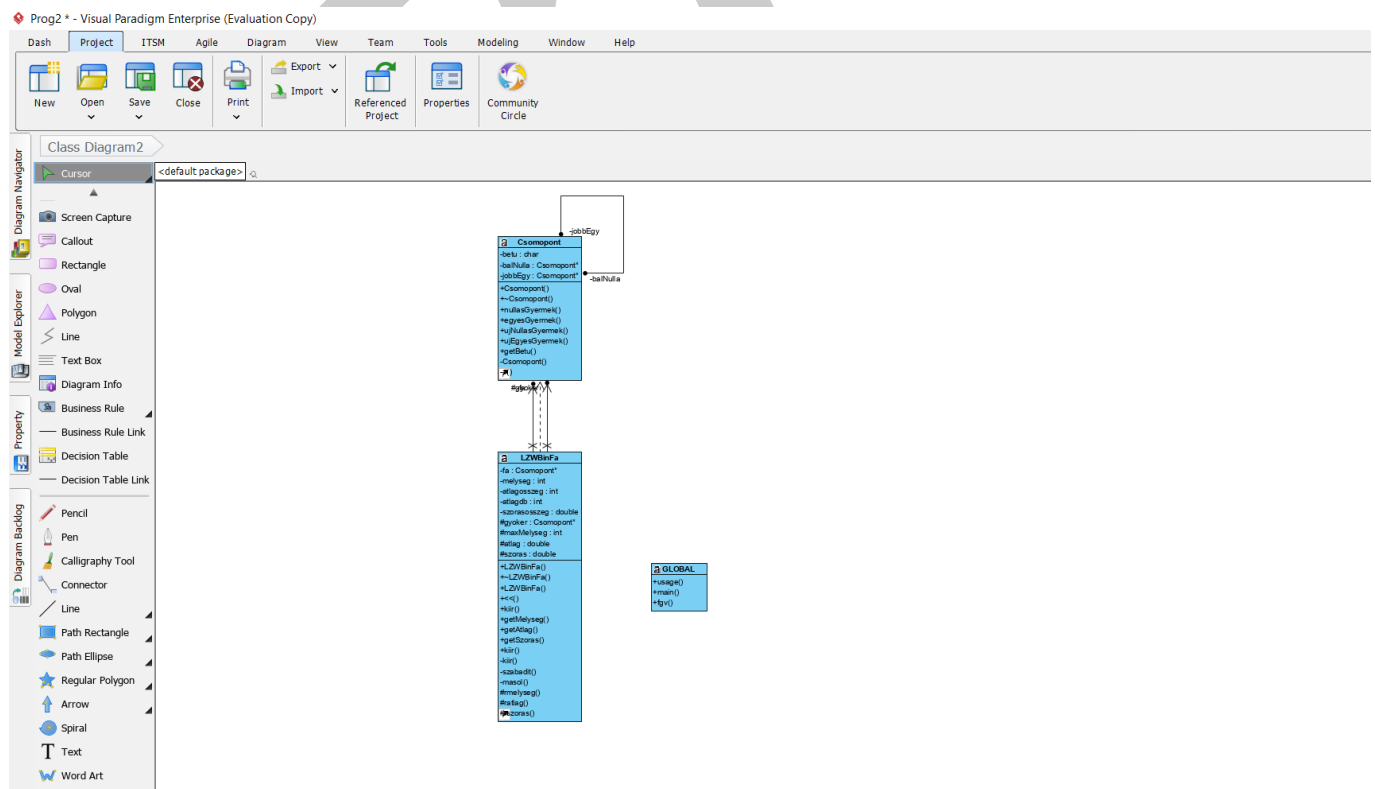 Prog2 * - Visual Paradigm Enterprise (Evaluation Copy)
Dash Project ITSM Agile Diagram View Team Tools Modeling Window Help
New Open Save Close Print Export Import Referenced Project Properties Community Circle
Class Diagram2
<default package>
Diagram Navigator
Model Explorer
Property
Diagram Backlog
Cursor
Screen Capture
Callout
Rectangle
Oval
Polygon
Line
Text Box
Diagram Info
Business Rule
Business Rule Link
Decision Table
Decision Table Link
Pencil
Pen
Calligraphy Tool
Connector
Line
Path Rectangle
Path Ellipse
Regular Polygon
Arrow
Spiral
T Text
Word Art
-jobbEgy
a Csomopont
-betu : char
-balNulla : Csomopont*
-jobbEgy : Csomopont*
-balNulla
+Csomopont()
+~Csomopont()
+nullasGyermek()
+egyesGyermek()
+ujNullasGyermek()
+ujEgyesGyermek()
+getBetu()
-Csomopont()
a LZWBinFa
-fa : Csomopont*
-melyseg : int
-atlagosszeg : int
-atlagdb : int
-szorasosszeg : double
#gyoker : Csomopont*
#maxMelyseg : int
#atlag : double
#szoras : double
+LZWBinFa()
+~LZWBinFa()
+LZWBinFa()
+<<()
+kiir()
+getMelyseg()
+getAtlag()
+getSzoras()
+kiir()
-kiir()
-szabadit()
-masol()
#rmelyseg()
#ratlag()
a GLOBAL
+usage()
+main()
+fgv()